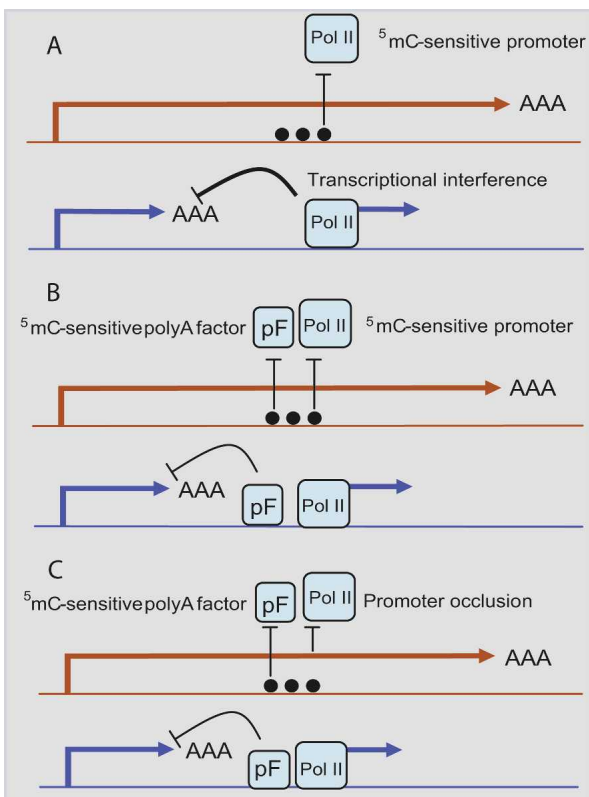 A
Pol II
⁵mC-sensitive promoter
AAA
Transcriptional interference
AAA
Pol II
B
⁵mC-sensitive polyA factor
pF
Pol II
⁵mC-sensitive promoter
AAA
AAA
pF
Pol II
C
⁵mC-sensitive polyA factor
pF
Pol II
Promoter occlusion
AAA
AAA
pF
Pol II